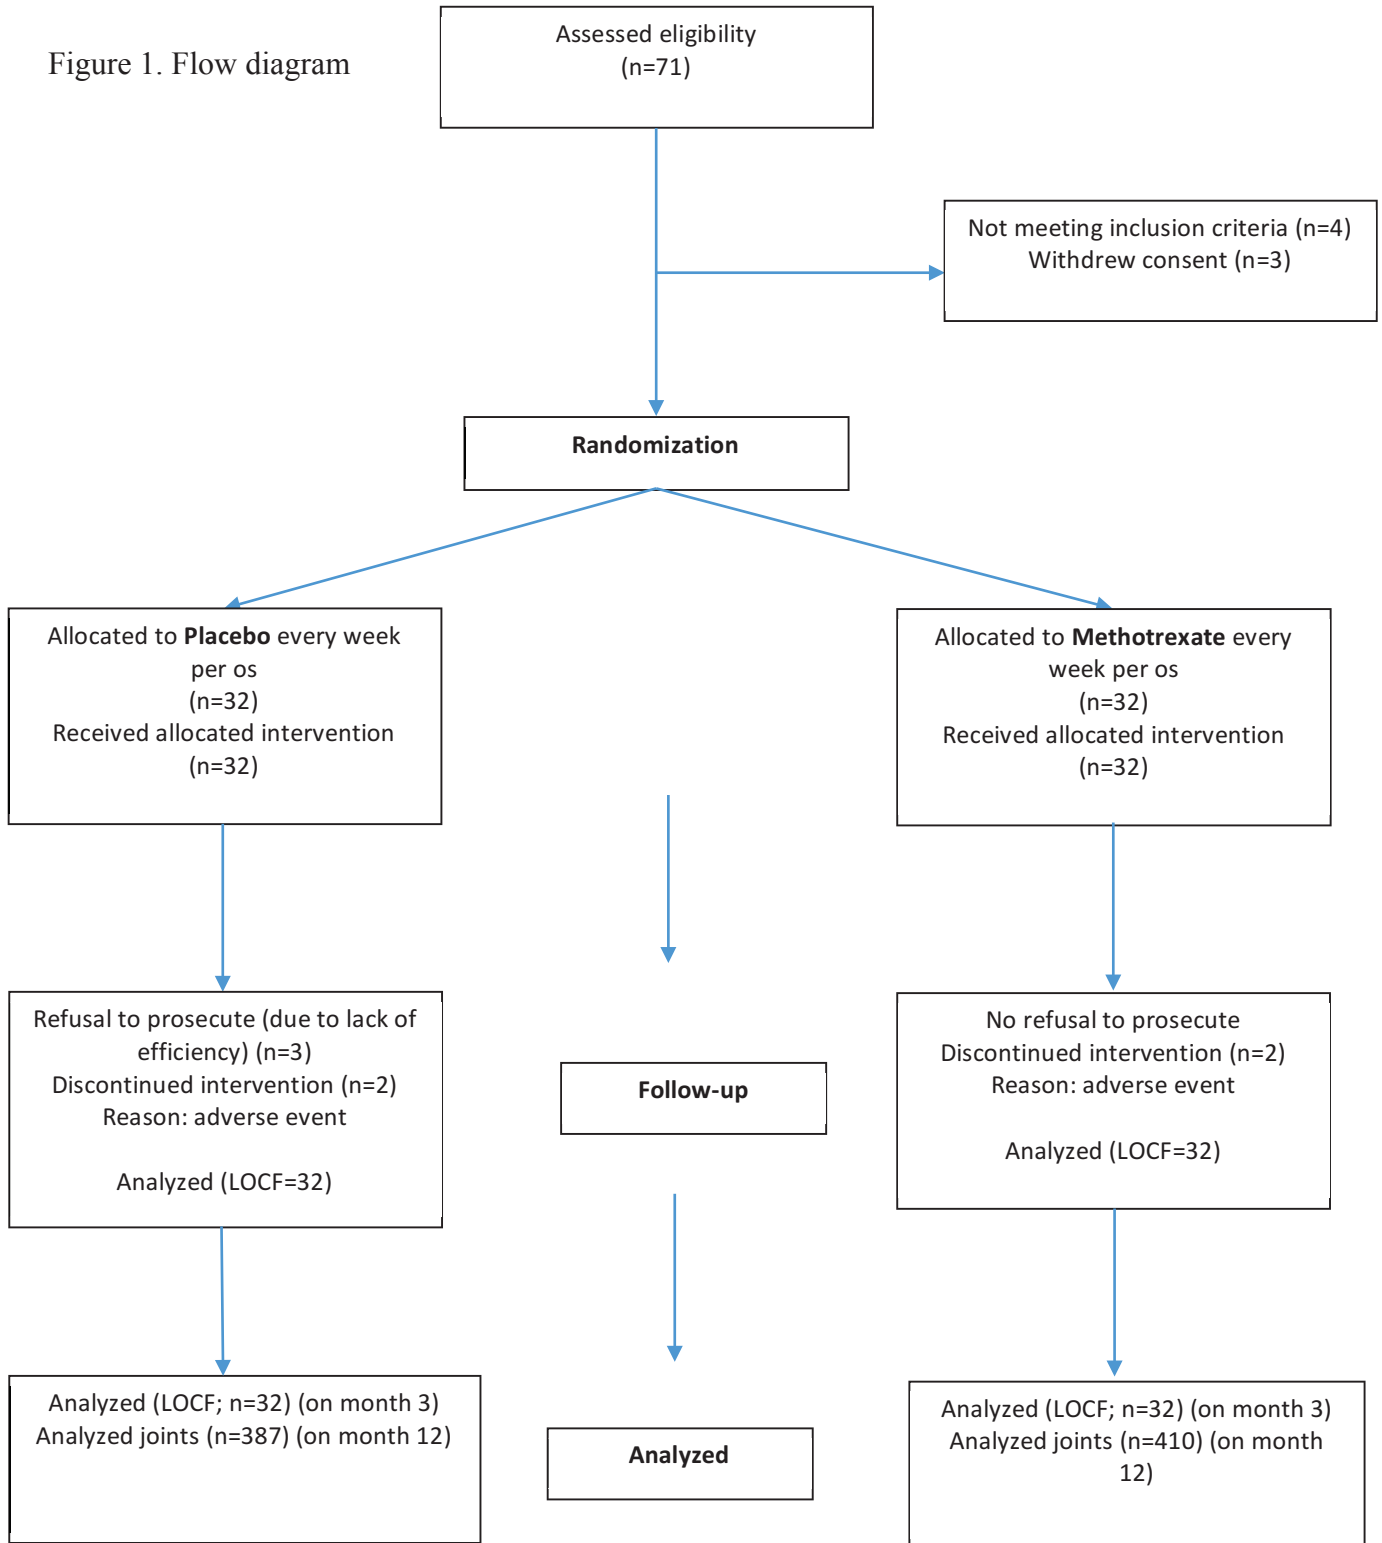 Figure 1. Flow diagram
Assessed eligibility
(n=71)
Not meeting inclusion criteria (n=4)
Withdrew consent (n=3)
Randomization
Allocated to Placebo every week
per os
(n=32)
Received allocated intervention
(n=32)
Allocated to Methotrexate every
week per os
(n=32)
Received allocated intervention
(n=32)
Refusal to prosecute (due to lack of
efficiency) (n=3)
Discontinued intervention (n=2)
Reason: adverse event
Analyzed (LOCF=32)
Follow-up
No refusal to prosecute
Discontinued intervention (n=2)
Reason: adverse event
Analyzed (LOCF=32)
Analyzed (LOCF; n=32) (on month 3)
Analyzed joints (n=387) (on month 12)
Analyzed
Analyzed (LOCF; n=32) (on month 3)
Analyzed joints (n=410) (on month
12)